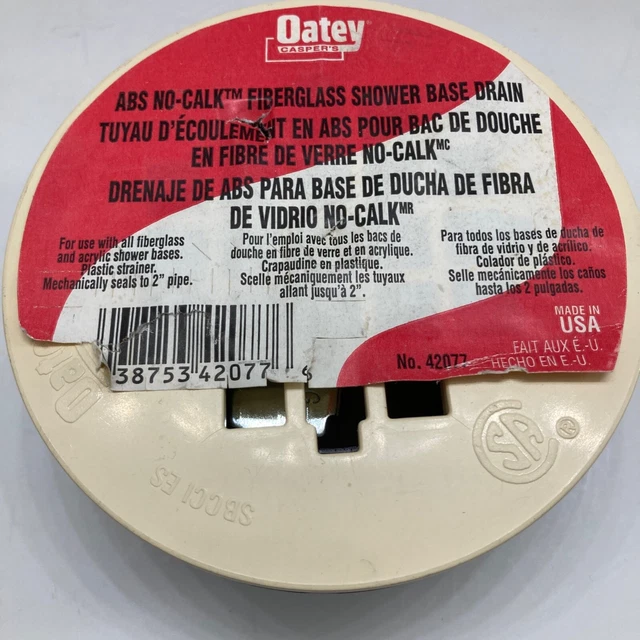 Oatey
CASPER'S
ABS NO-CALK™ FIBERGLASS SHOWER BASE DRAIN
TUYAU D'ÉCOULEMENT EN ABS POUR BAC DE DOUCHE
EN FIBRE DE VERRE NO-CALKMC
DRENAJE DE ABS PARA BASE DE DUCHA DE FIBRA
DE VIDRIO NO-CALKMR
For use with all fiberglass
and acrylic shower bases.
Plastic strainer.
Mechanically seals to 2" pipe.
Pour l'emploi avec tous les bacs de
douche en fibre de verre et en acrylique.
Crapaudine en plastique.
Scelle mécaniquement les tuyaux
allant jusqu'à 2".
Para todos los bases de ducha de
fibra de vidrio y de acrílico.
Colador de plástico.
Selle mecánicamente los caños
hasta los 2 pulgadas.
MADE IN
USA
FAIT AUX É.-U.
HECHO EN E.-U.
38753 42077
No. 42077
SBCCI ES